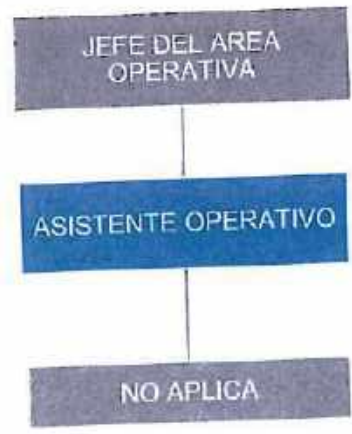 JEFE DEL AREA
OPERATIVA
ASISTENTE OPERATIVO
NO APLICA